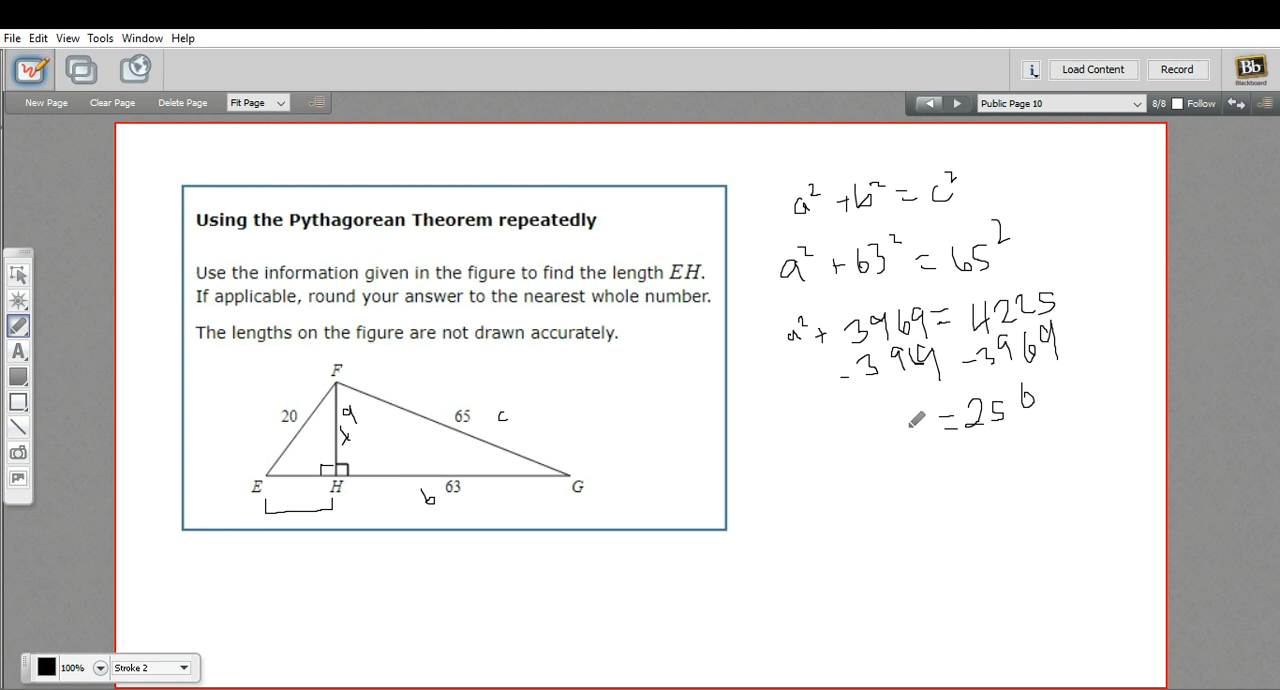 File Edit View Tools Window Help
i Load Content Record Bb
Blackboard
New Page Clear Page Delete Page Fit Page Public Page 10 8/8 Follow
Using the Pythagorean Theorem repeatedly
Use the information given in the figure to find the length EH.
If applicable, round your answer to the nearest whole number.
The lengths on the figure are not drawn accurately.
F
20 a 65 c
x
E H 63 G
b
a² + b² = c²
a² + 63² = 65²
a² + 3969 = 4225
- 3969 - 3969
= 256
A
100% Stroke 2